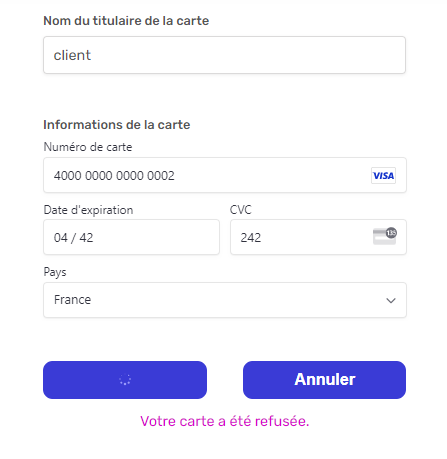 Nom du titulaire de la carte
client
Informations de la carte
Numéro de carte
4000 0000 0000 0002 VISA
Date d'expiration CVC
04 / 42 242 135
Pays
France
Annuler
Votre carte a été refusée.